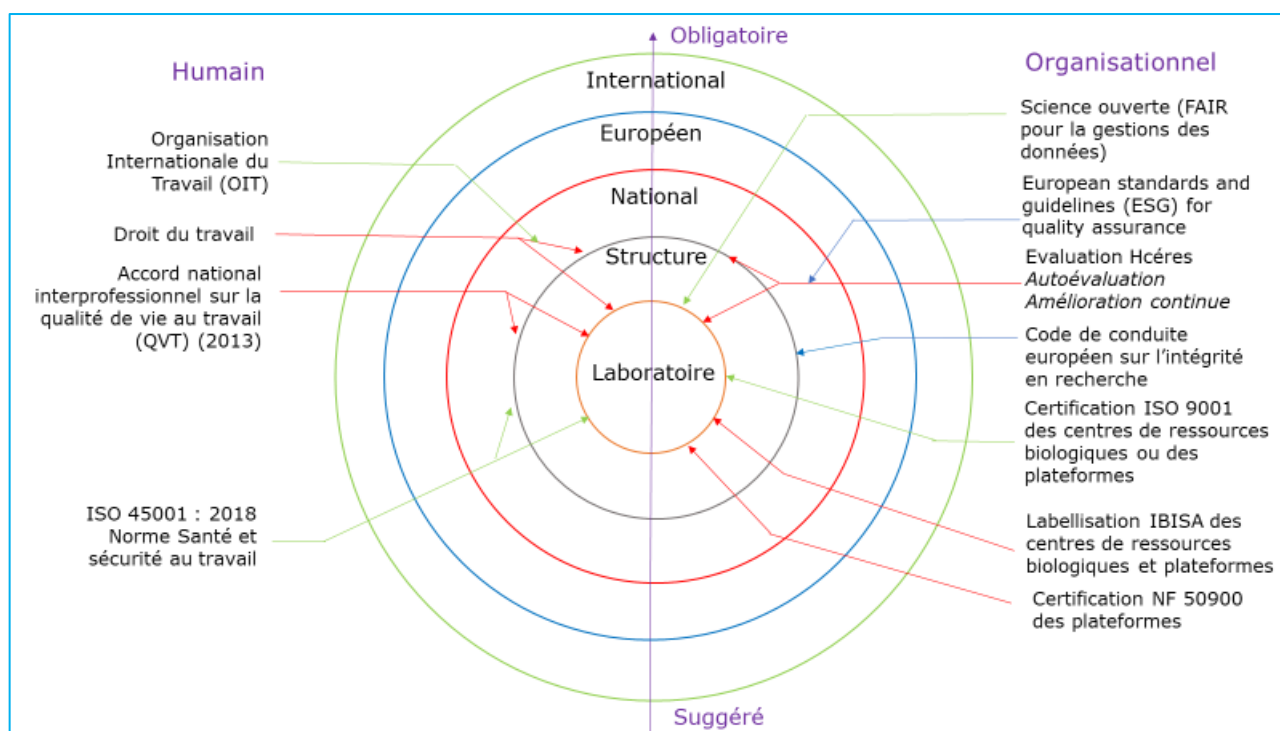 Obligatoire
Humain
Organisationnel
International
Science ouverte (FAIR
pour la gestions des
données)
Européen
Organisation
Internationale du
Travail (OIT)
European standards and
guidelines (ESG) for
quality assurance
National
Droit du travail
Structure
Evaluation Hcéres
Autoévaluation
Amélioration continue
Accord national
interprofessionnel sur la
qualité de vie au travail
(QVT) (2013)
Code de conduite
européen sur l'intégrité
en recherche
Laboratoire
Certification ISO 9001
des centres de ressources
biologiques ou des
plateformes
ISO 45001 : 2018
Norme Santé et
sécurité au travail
Labellisation IBISA des
centres de ressources
biologiques et plateformes
Certification NF 50900
des plateformes
Suggéré